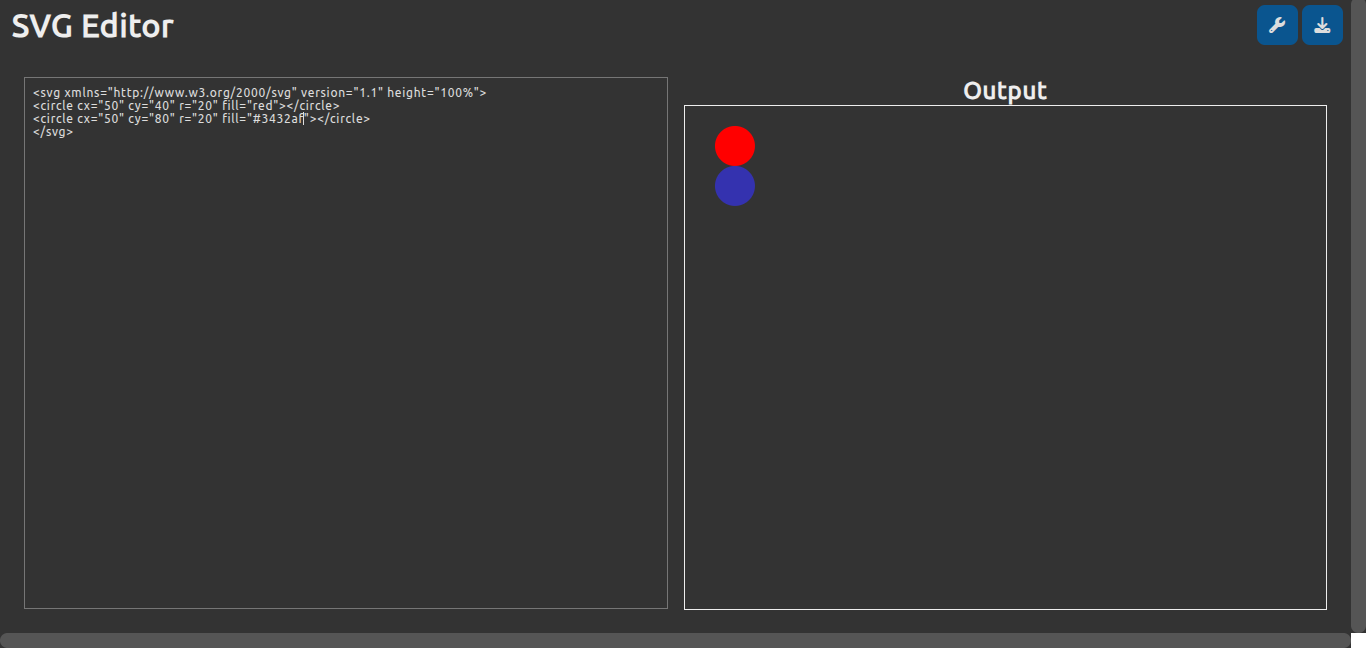 SVG Editor
<svg xmlns="http://www.w3.org/2000/svg" version="1.1" height="100%">
<circle cx="50" cy="40" r="20" fill="red"></circle>
<circle cx="50" cy="80" r="20" fill="#3432af"></circle>
</svg>
Output